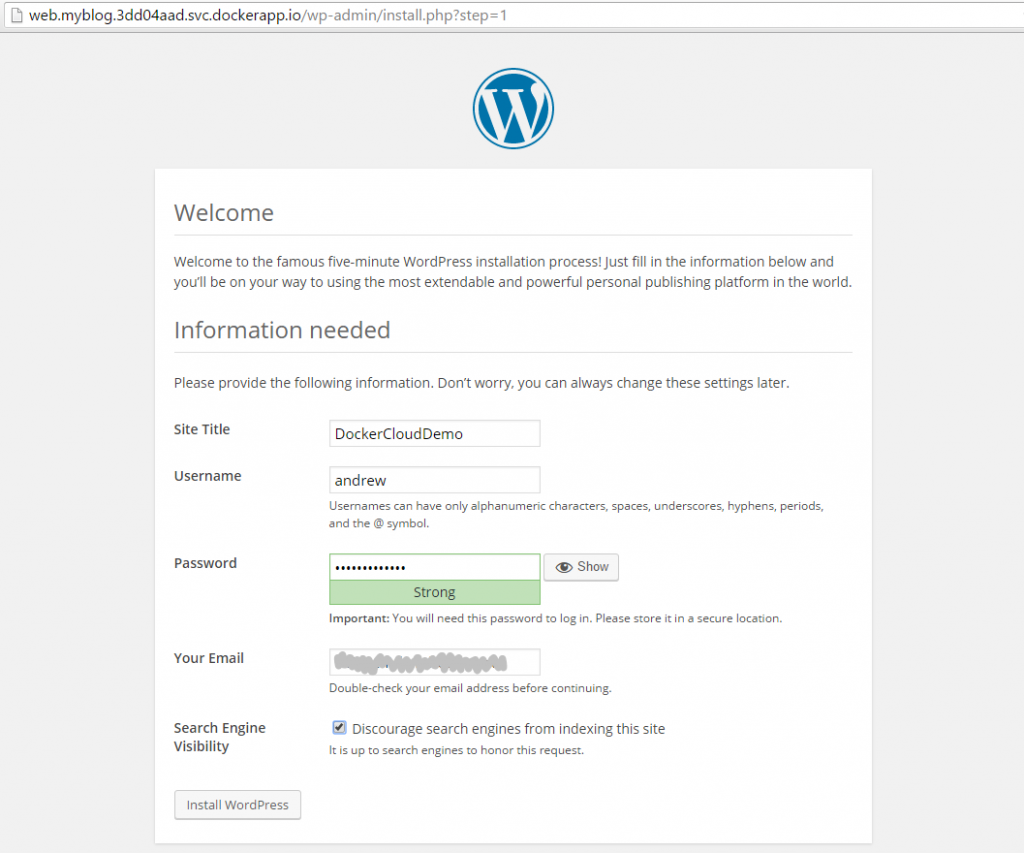 web.myblog.3dd04aad.svc.dockerapp.io/wp-admin/install.php?step=1
W
Welcome
Welcome to the famous five-minute WordPress installation process! Just fill in the information below and
you’ll be on your way to using the most extendable and powerful personal publishing platform in the world.
Information needed
Please provide the following information. Don’t worry, you can always change these settings later.
Site Title
DockerCloudDemo
Username
andrew
Usernames can have only alphanumeric characters, spaces, underscores, hyphens, periods,
and the @ symbol.
Password
•••••••••••••
Show
Strong
Important: You will need this password to log in. Please store it in a secure location.
Your Email
Double-check your email address before continuing.
Search Engine
Visibility
Discourage search engines from indexing this site
It is up to search engines to honor this request.
Install WordPress